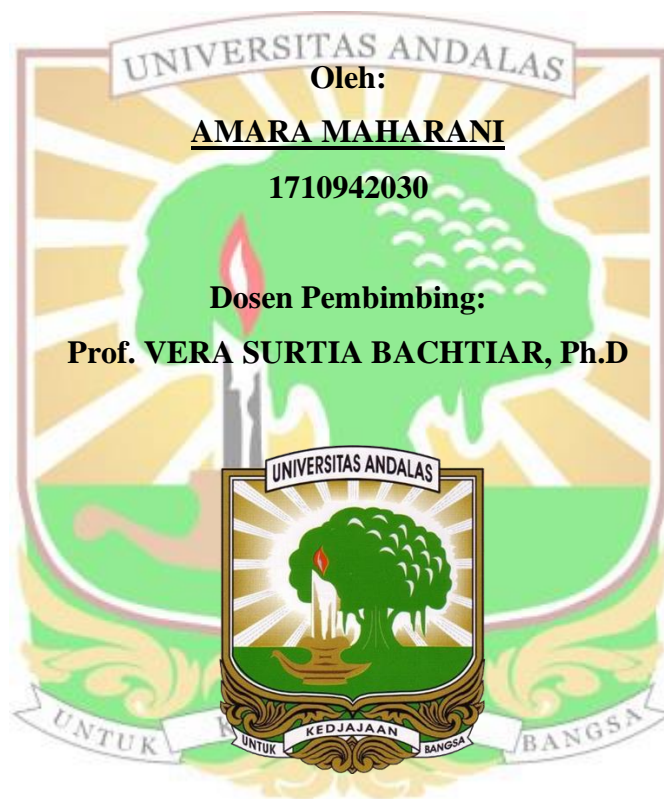 UNIVERSITAS ANDALAS
Oleh:
AMARA MAHARANI
1710942030
Dosen Pembimbing:
Prof. VERA SURTIA BACHTIAR, Ph.D
UNIVERSITAS ANDALAS
UNTUK KEDJAJAAN BANGSA
UNTUK K BANGSA